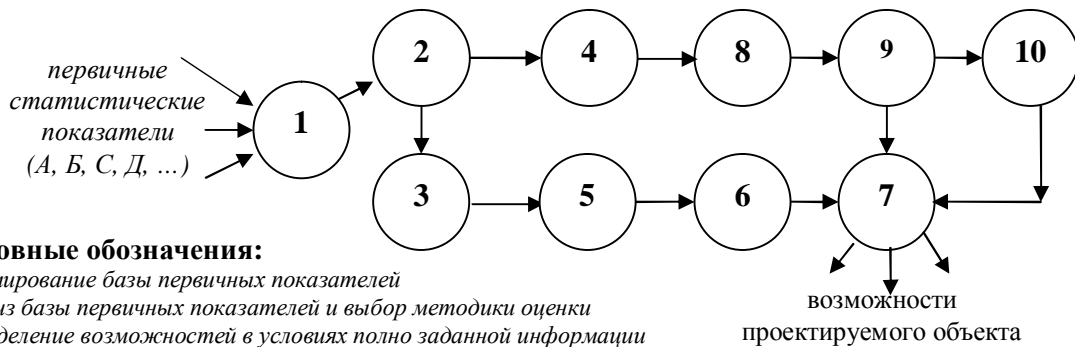 2 4 8 9 10
первичные
статистические
показатели
(А, Б, С, Д, …)
1
3 5 6 7
овные обозначения:
ирование базы первичных показателей
из базы первичных показателей и выбор методики оценки
деление возможностей в условиях полно заданной информации
возможности
проектируемого объекта